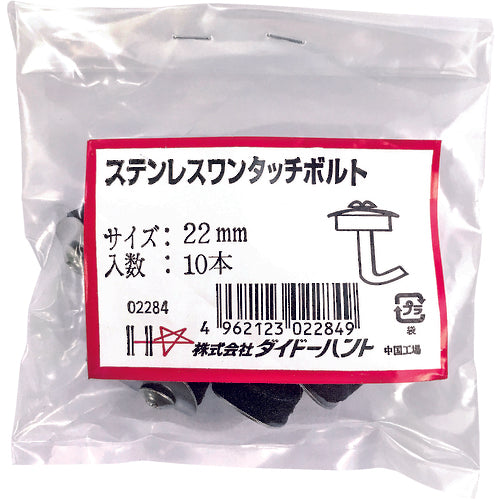 ステンレスワンタッチボルト
サイズ: 22mm
入数 : 10本
02284
4 962123 022849
プラ
袋
株式会社ダイドーハント
中国工場